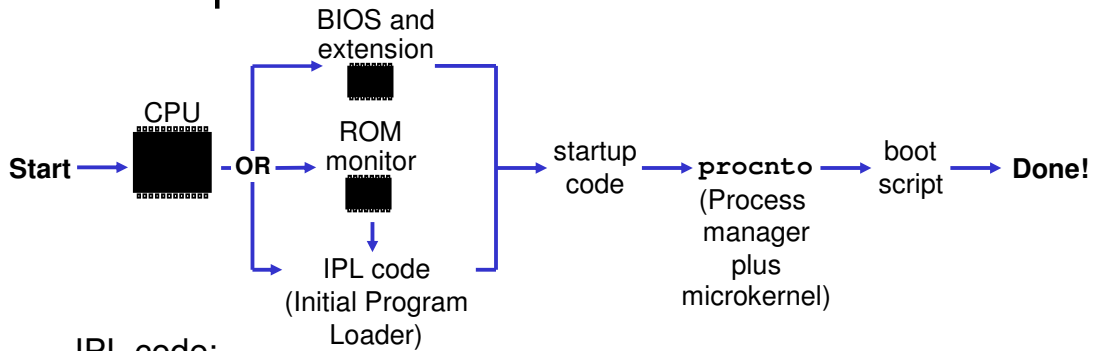 BIOS and
extension
CPU
ROM
monitor
Start
OR
startup
code
procnto
(Process
manager
plus
microkernel)
boot
script
Done!
IPL code
(Initial Program
Loader)
IPL code: